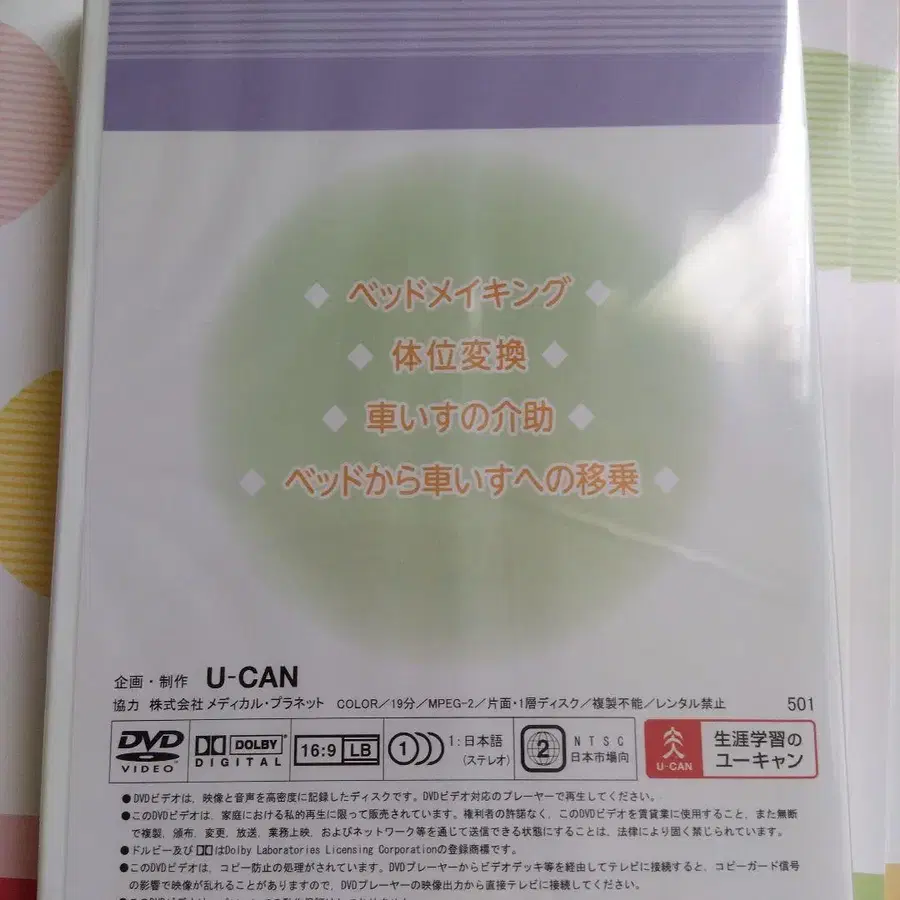 ◆ ベッドメイキング ◆
◆ 体位変換 ◆
◆ 車いすの介助 ◆
◆ ベッドから車いすへの移乗 ◆
企画・制作 U-CAN
協力 株式会社メディカル・プラネット COLOR/19分/MPEG-2/片面・1層ディスク/複製不能/レンタル禁止 501
DVD VIDEO DOLBY DIGITAL 16:9 LB 1 1:日本語 (ステレオ) 2 NTSC 日本市場向 U-CAN 生涯学習のユーキャン
●DVDビデオは、映像と音声を高密度に記録したディスクです。DVDビデオ対応のプレーヤーで再生してください。
●このDVDビデオは、家庭における私的再生に限って販売されています。権利者の許諾なく、このDVDビデオを賃貸業に使用すること、また無断
で複製、頒布、変更、放送、業務上映、およびネットワーク等を通じて送信できる状態にすることは、法律により固く禁じられています。
●ドルビー及びはDolby Laboratories Licensing Corporationの登録商標です。
●このDVDビデオは、コピー防止の処理がされています。DVDプレーヤーからビデオデッキ等を経由してテレビに接続すると、コピーガード信号
の影響で映像が乱れることがありますので、DVDプレーヤーの映像出力から直接テレビに接続してください。